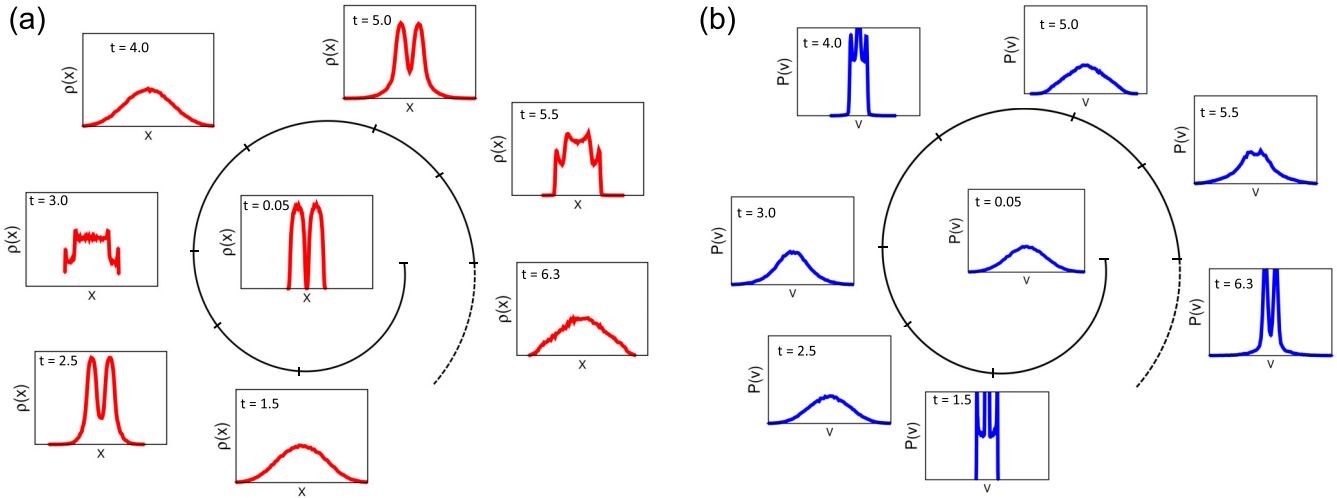 (a)
t = 4.0
ρ(x)
X
t = 5.0
ρ(x)
X
t = 5.5
ρ(x)
X
t = 3.0
ρ(x)
X
t = 0.05
ρ(x)
X
t = 6.3
ρ(x)
X
t = 2.5
ρ(x)
X
t = 1.5
ρ(x)
X
(b)
t = 4.0
P(v)
V
t = 5.0
P(v)
V
t = 5.5
P(v)
V
t = 3.0
P(v)
V
t = 0.05
P(v)
V
t = 6.3
P(v)
V
t = 2.5
P(v)
V
t = 1.5
P(v)
V